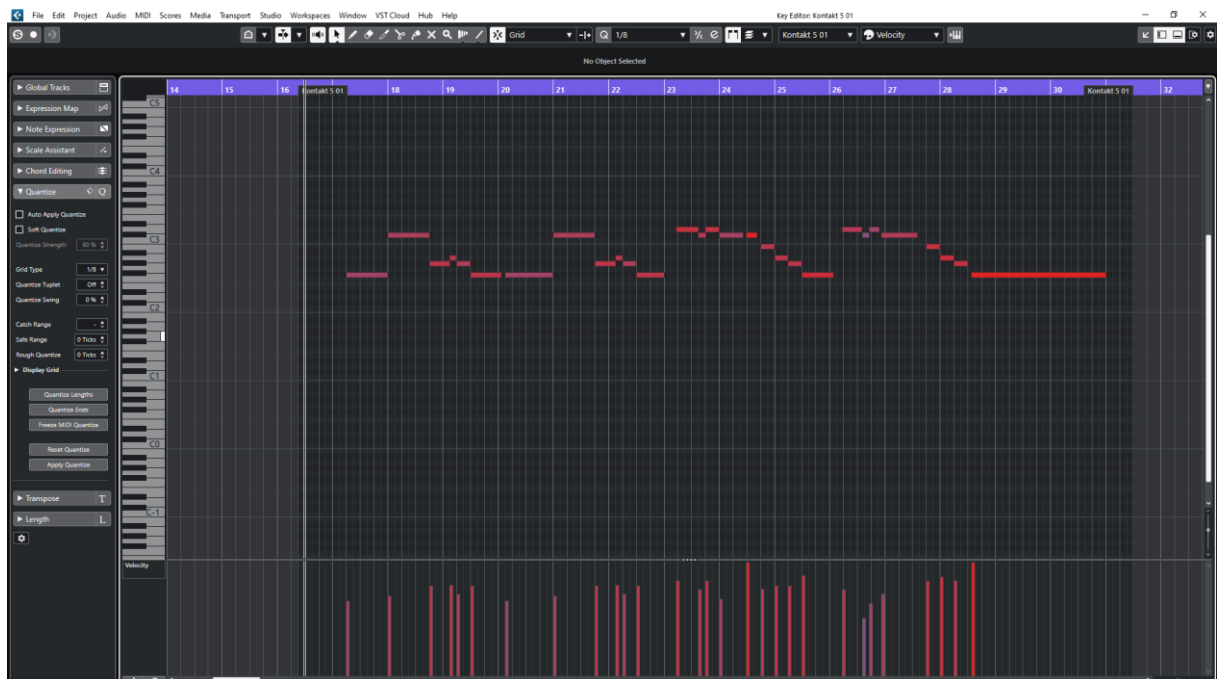 File Edit Project Audio MIDI Scores Media Transport Studio Workspaces Window VST Cloud Hub Help Key Editor: Kontakt 5 01
Grid Q 1/8 Kontakt 5 01 Velocity
No Object Selected
Global Tracks
Expression Map
Note Expression
Scale Assistant
Chord Editing
Quantize Q
Auto Apply Quantize
Soft Quantize
Quantize Strength 60 %
Grid Type 1/8
Quantize Tuplet Off
Quantize Swing 0 %
Catch Range -
Safe Range 0 Ticks
Rough Quantize 0 Ticks
Display Grid
Quantize Lengths
Quantize Ends
Freeze MIDI Quantize
Reset Quantize
Apply Quantize
Transpose T
Length L
14 15 16 Kontakt 5 01 18 19 20 21 22 23 24 25 26 27 28 29 30 Kontakt 5 01 32
C5
C4
C3
C2
C1
C0
C-1
Velocity